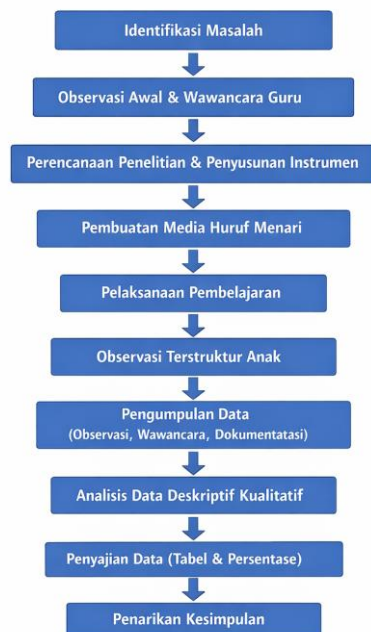 Identifikasi Masalah
Observasi Awal & Wawancara Guru
Perencanaan Penelitian & Penyusunan Instrumen
Pembuatan Media Huruf Menari
Pelaksanaan Pembelajaran
Observasi Terstruktur Anak
Pengumpulan Data
(Observasi, Wawancara, Dokumentatasi)
Analisis Data Deskriptif Kualitatif
Penyajian Data (Tabel & Persentase)
Penarikan Kesimpulan